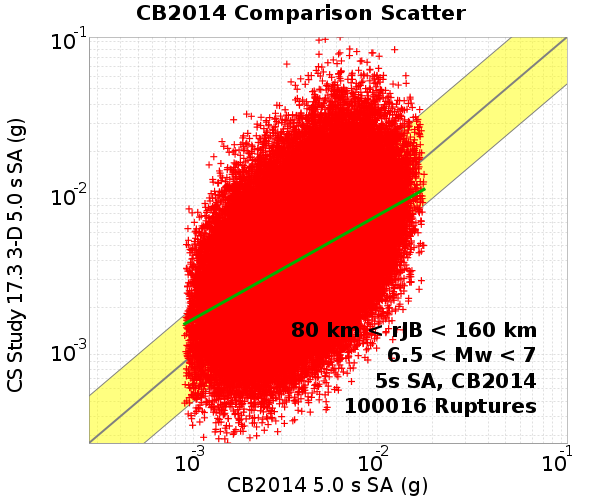 CB2014 Comparison Scatter
CS Study 17.3 3-D 5.0 s SA (g)
10-1
10-2
10-3
80 km < rJB < 160 km
6.5 < Mw < 7
5s SA, CB2014
100016 Ruptures
10-3 10-2 10-1
CB2014 5.0 s SA (g)